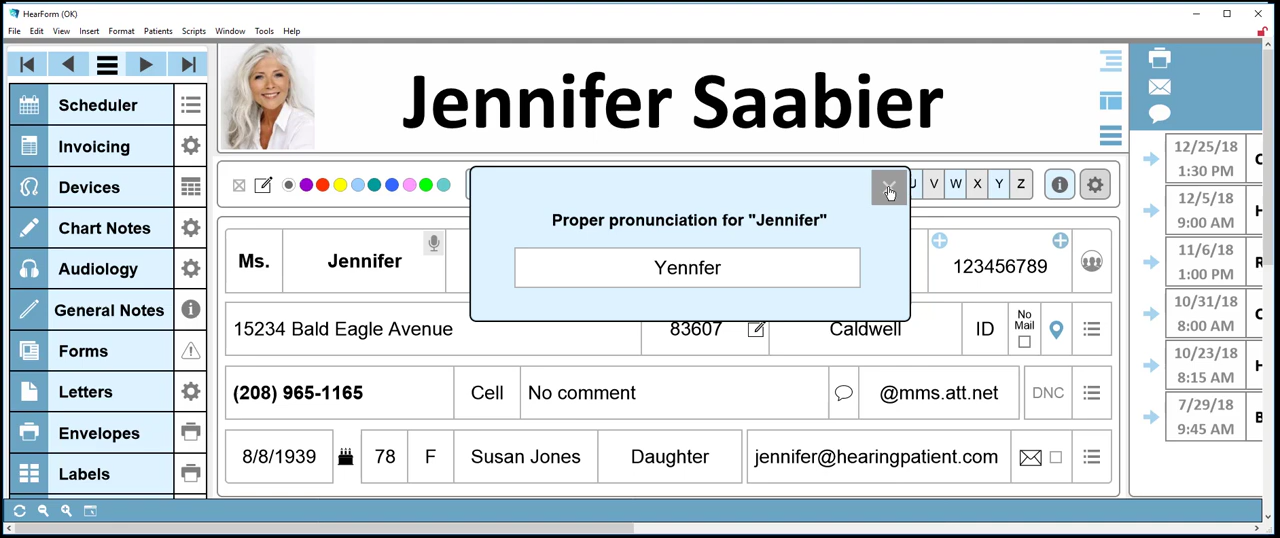 HearForm (OK)
File Edit View Insert Format Patients Scripts Window Tools Help
Jennifer Saabier
Scheduler
Invoicing
Devices
Chart Notes
Audiology
General Notes
Forms
Letters
Envelopes
Labels
U V W X Y Z
Proper pronunciation for "Jennifer"
Yennfer
Ms. Jennifer 123456789
15234 Bald Eagle Avenue 83607 Caldwell ID No Mail
(208) 965-1165 Cell No comment @mms.att.net DNC
8/8/1939 78 F Susan Jones Daughter jennifer@hearingpatient.com
12/25/18
1:30 PM
12/5/18
9:00 AM
11/6/18
1:00 PM
10/31/18
8:00 AM
10/23/18
8:15 AM
7/29/18
9:45 AM